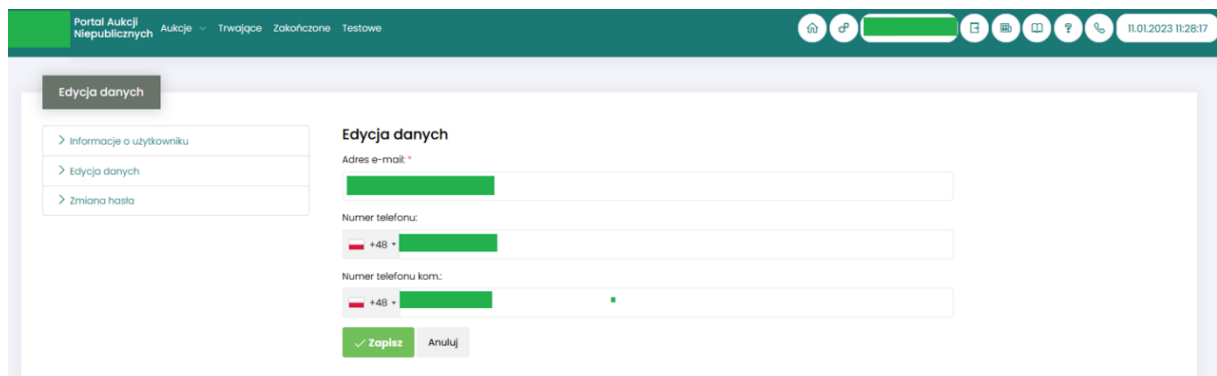 Portal Aukcji
Niepublicznych
Aukcje Trwające Zakończone Testowe
? 11.01.2023 11:28:17
Edycja danych
Informacje o użytkowniku
Edycja danych
Zmiana hasła
Edycja danych
Adres e-mail: *
Numer telefonu:
+48
Numer telefonu kom.:
+48
Zapisz Anuluj